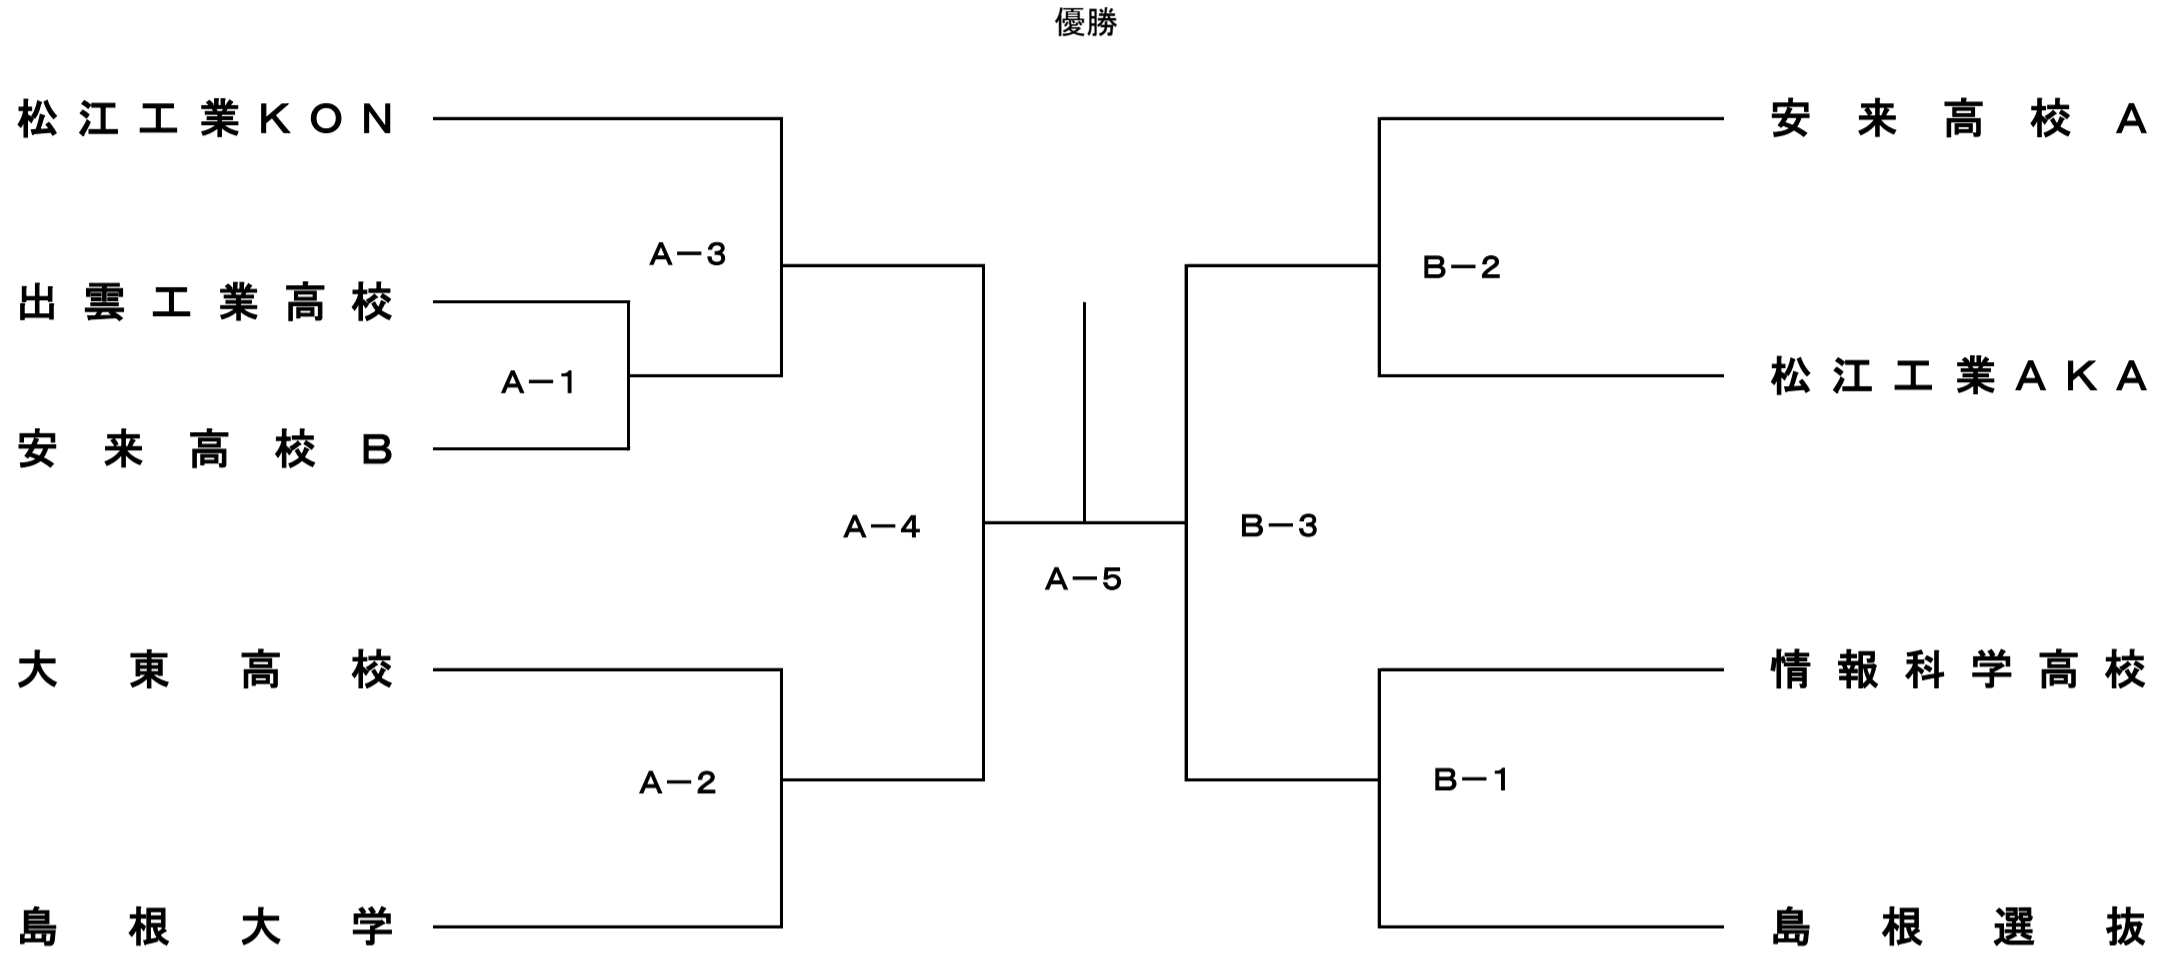 優勝
松江工業KON
安来高校A
A-3
B-2
出雲工業高校
松江工業AKA
A-1
安来高校B
A-4
B-3
A-5
大東高校
情報科学高校
A-2
B-1
島根大学
島根選抜